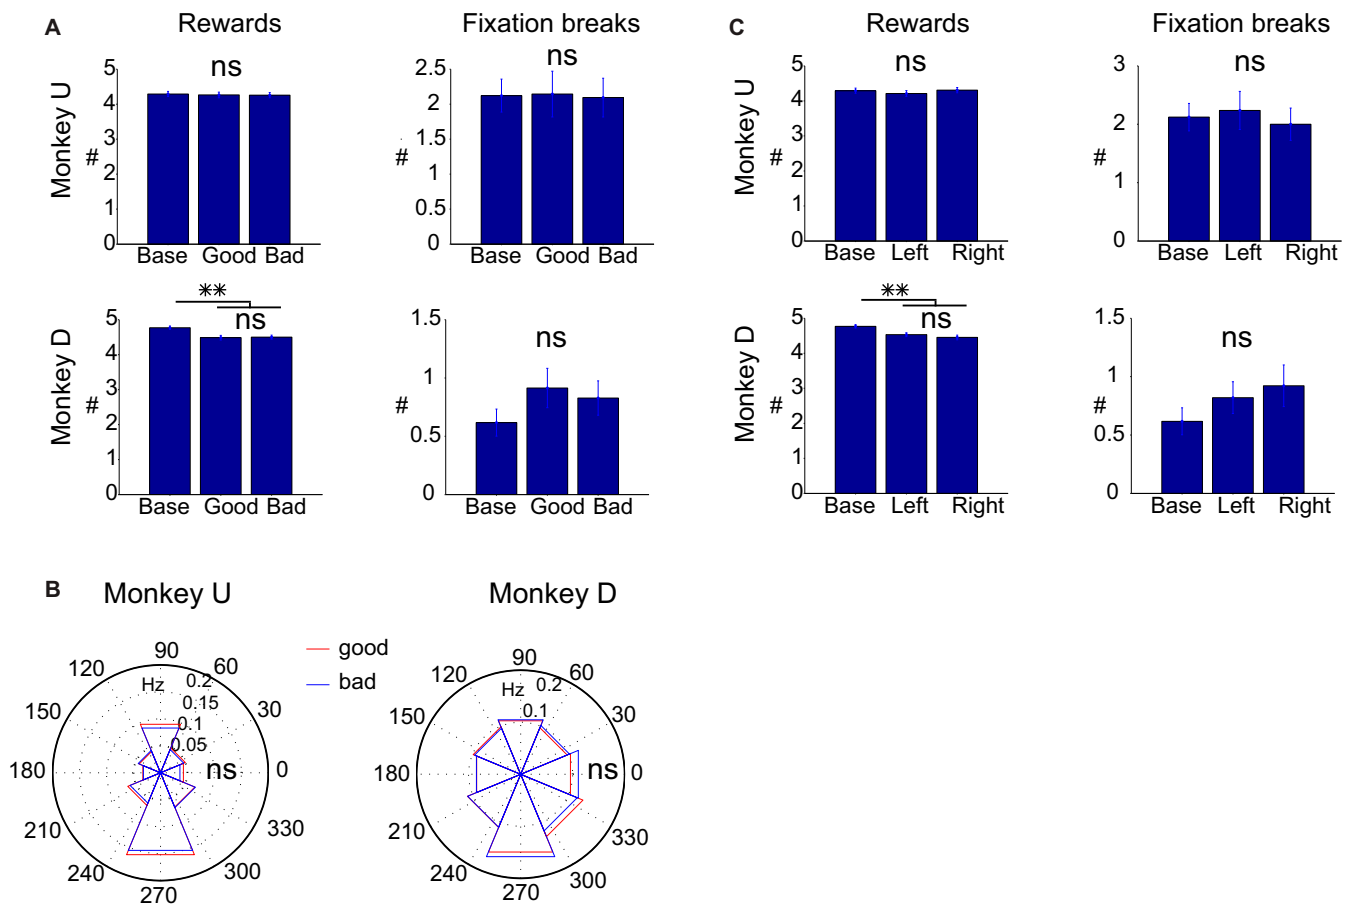 A Rewards Fixation breaks
Monkey U
#
ns
5
4
3
2
1
0
Base Good Bad
#
ns
2.5
2
1.5
1
0.5
0
Base Good Bad
Monkey D
#
**
ns
5
4
3
2
1
0
Base Good Bad
#
ns
1.5
1
0.5
0
Base Good Bad
C Rewards Fixation breaks
Monkey U
#
ns
5
4
3
2
1
0
Base Left Right
#
ns
3
2
1
0
Base Left Right
Monkey D
#
**
ns
5
4
3
2
1
0
Base Left Right
#
ns
1.5
1
0.5
0
Base Left Right
B Monkey U Monkey D
good
bad
90
120 60
Hz 0.2
0.15
150 30
0.1
0.05
180 ns 0
210 330
240 300
270
90
120 60
Hz 0.2
150 0.1 30
180 ns 0
210 330
240 300
270